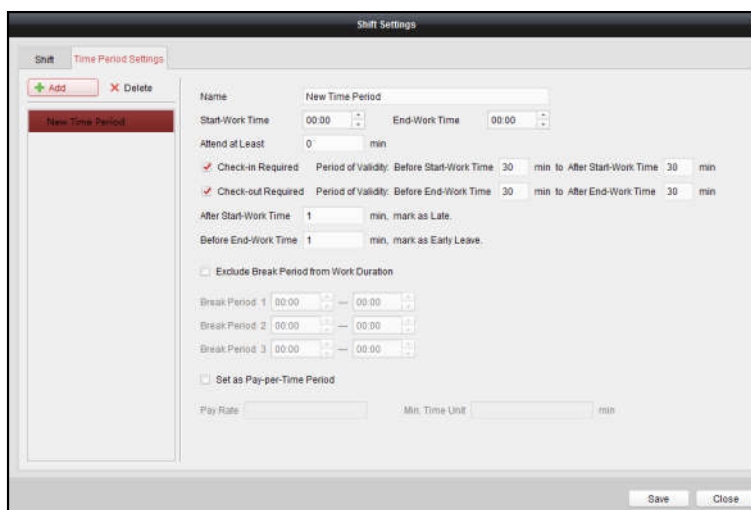 Shift Settings
Shift Time Period Settings
Add Delete
New Time Period
Name New Time Period
Start-Work Time 00:00 End-Work Time 00:00
Attend at Least 0 min
Check-in Required Period of Validity: Before Start-Work Time 30 min to After Start-Work Time 30 min
Check-out Required Period of Validity: Before End-Work Time 30 min to After End-Work Time 30 min
After Start-Work Time 1 min, mark as Late.
Before End-Work Time 1 min, mark as Early Leave.
Exclude Break Period from Work Duration
Break Period 1 00:00 — 00:00
Break Period 2 00:00 — 00:00
Break Period 3 00:00 — 00:00
Set as Pay-per-Time Period
Pay Rate Min. Time Unit min
Save Close